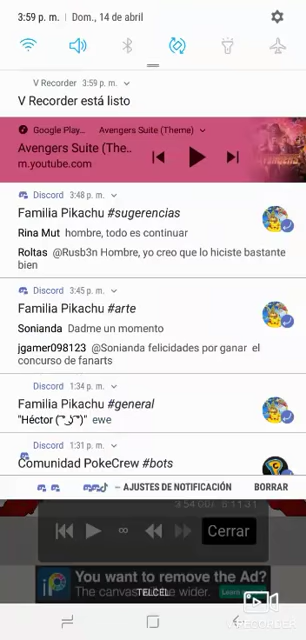 3:59 p. m. | Dom., 14 de abril
V Recorder 3:59 p. m.
V Recorder está listo
Google Play... Avengers Suite (Theme)
Avengers Suite (The..
m.youtube.com
AVENGERS
Discord 3:48 p. m.
Familia Pikachu #sugerencias
Rina Mut hombre, todo es continuar
Roltas @Rusb3n Hombre, yo creo que lo hiciste bastante
bien
Discord 3:45 p. m.
Familia Pikachu #arte
Sonianda Dadme un momento
jgamer098123 @Sonianda felicidades por ganar el
concurso de fanarts
Discord 1:34 p. m.
Familia Pikachu #general
"Héctor ( ͡° ͜ʖ ͡°)" ewe
Discord 1:31 p. m.
Comunidad PokeCrew #bots
AJUSTES DE NOTIFICACIÓN BORRAR
Cerrar
You want to remove the Ad?
The canvas will be wider. Learn
TELCEL
V RECORDER